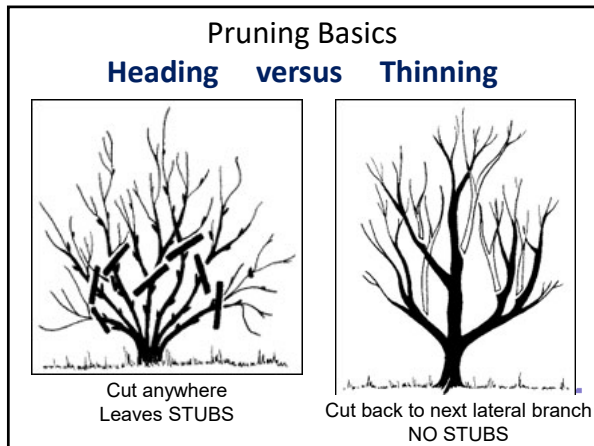 Pruning Basics
Heading versus Thinning
Cut anywhere
Leaves STUBS
Cut back to next lateral branch
NO STUBS